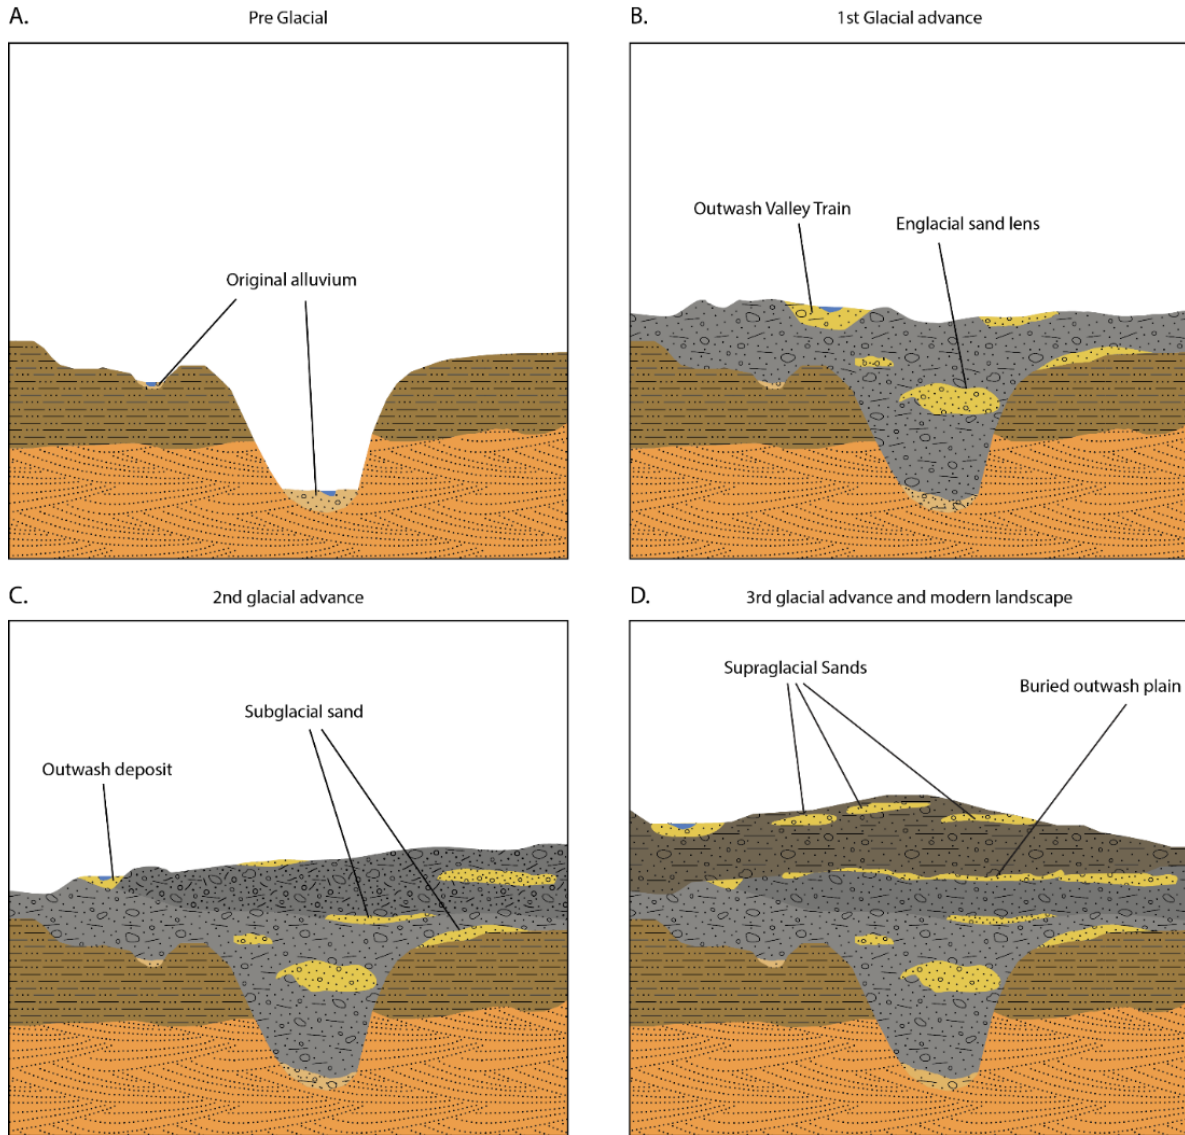 A.
Pre Glacial
Original alluvium
B.
1st Glacial advance
Outwash Valley Train
Englacial sand lens
C.
2nd glacial advance
Subglacial sand
Outwash deposit
D.
3rd glacial advance and modern landscape
Supraglacial Sands
Buried outwash plain